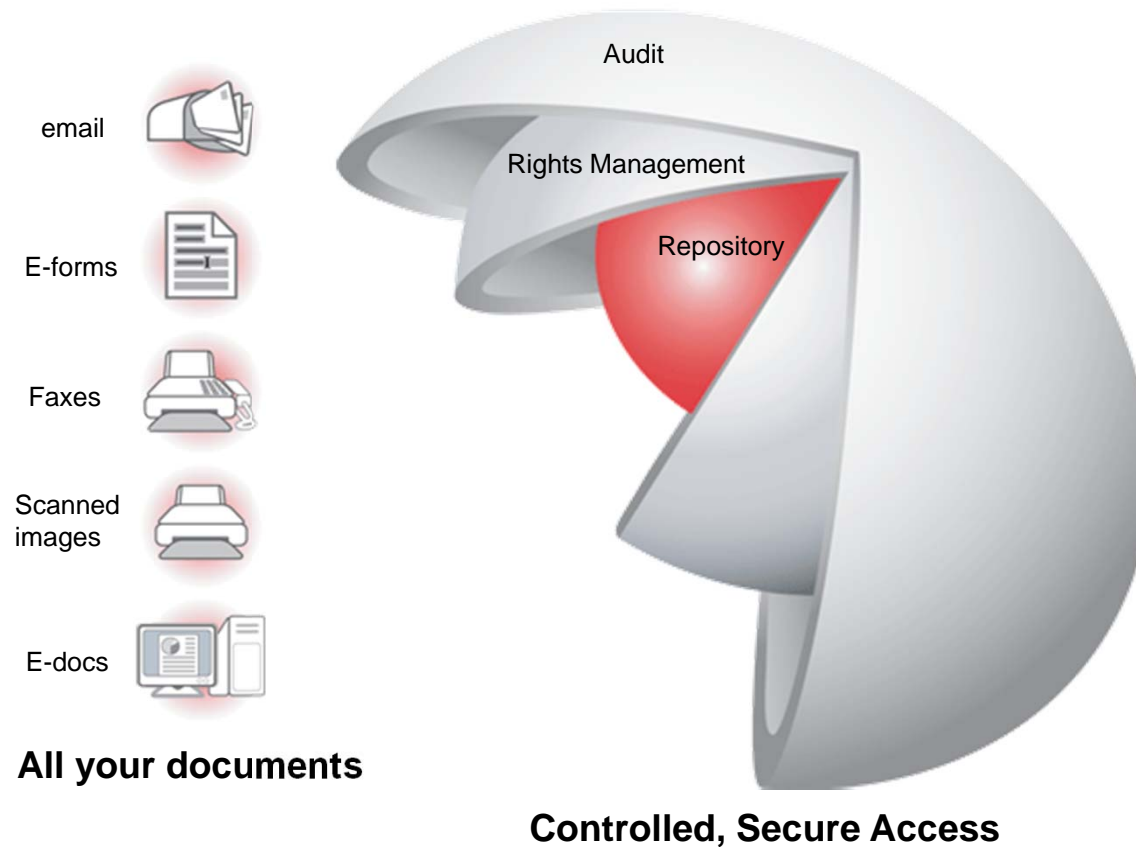 email
E-forms
Faxes
Scanned
images
E-docs
All your documents
Audit
Rights Management
Repository
Controlled, Secure Access